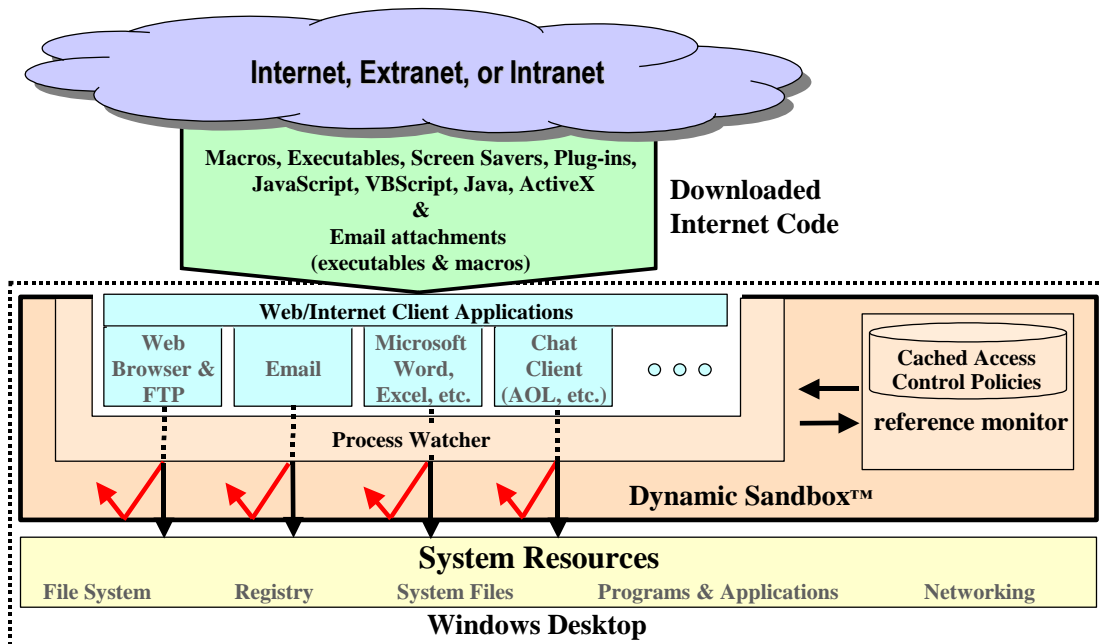 Internet, Extranet, or Intranet
Macros, Executables, Screen Savers, Plug-ins,
JavaScript, VBScript, Java, ActiveX
&
Email attachments
(executables & macros)
Downloaded
Internet Code
Web/Internet Client Applications
Web
Browser &
FTP
Email
Microsoft
Word,
Excel, etc.
Chat
Client
(AOL, etc.)
Cached Access
Control Policies
reference monitor
Process Watcher
Dynamic Sandbox™
System Resources
File System
Registry
System Files
Programs & Applications
Networking
Windows Desktop